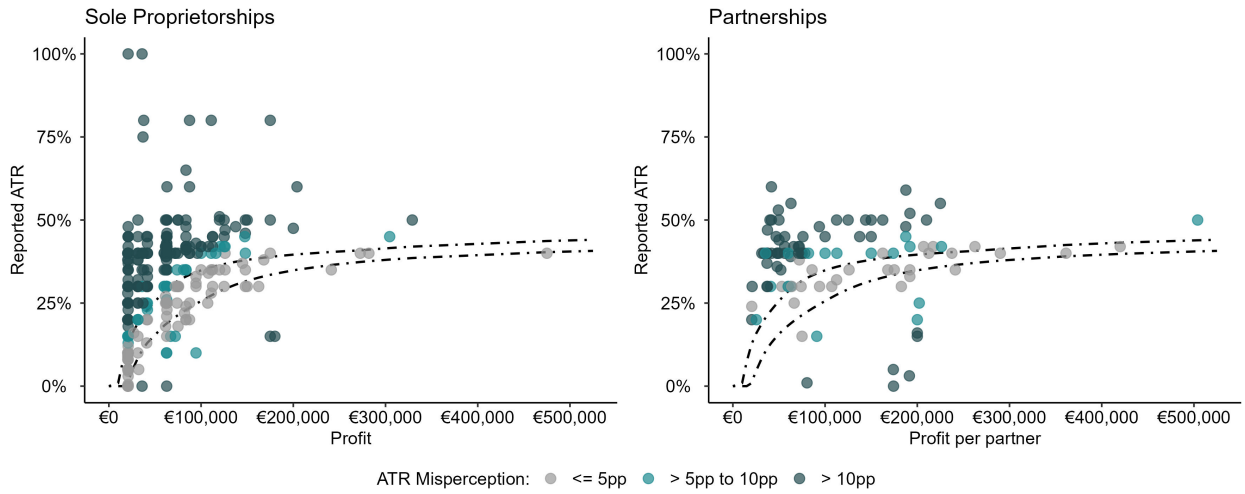 Sole Proprietorships
Reported ATR
100%
75%
50%
25%
0%
€0 €100,000 €200,000 €300,000 €400,000 €500,000
Profit
Partnerships
Reported ATR
100%
75%
50%
25%
0%
€0 €100,000 €200,000 €300,000 €400,000 €500,000
Profit per partner
ATR Misperception: <= 5pp > 5pp to 10pp > 10pp